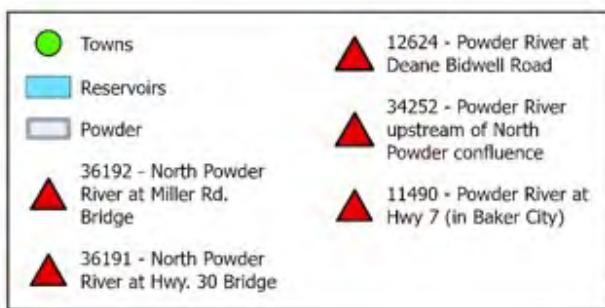 Towns
Reservoirs
Powder
36192 - North Powder
River at Miller Rd.
Bridge
36191 - North Powder
River at Hwy. 30 Bridge
12624 - Powder River at
Deane Bidwell Road
34252 - Powder River
upstream of North
Powder confluence
11490 - Powder River at
Hwy 7 (in Baker City)